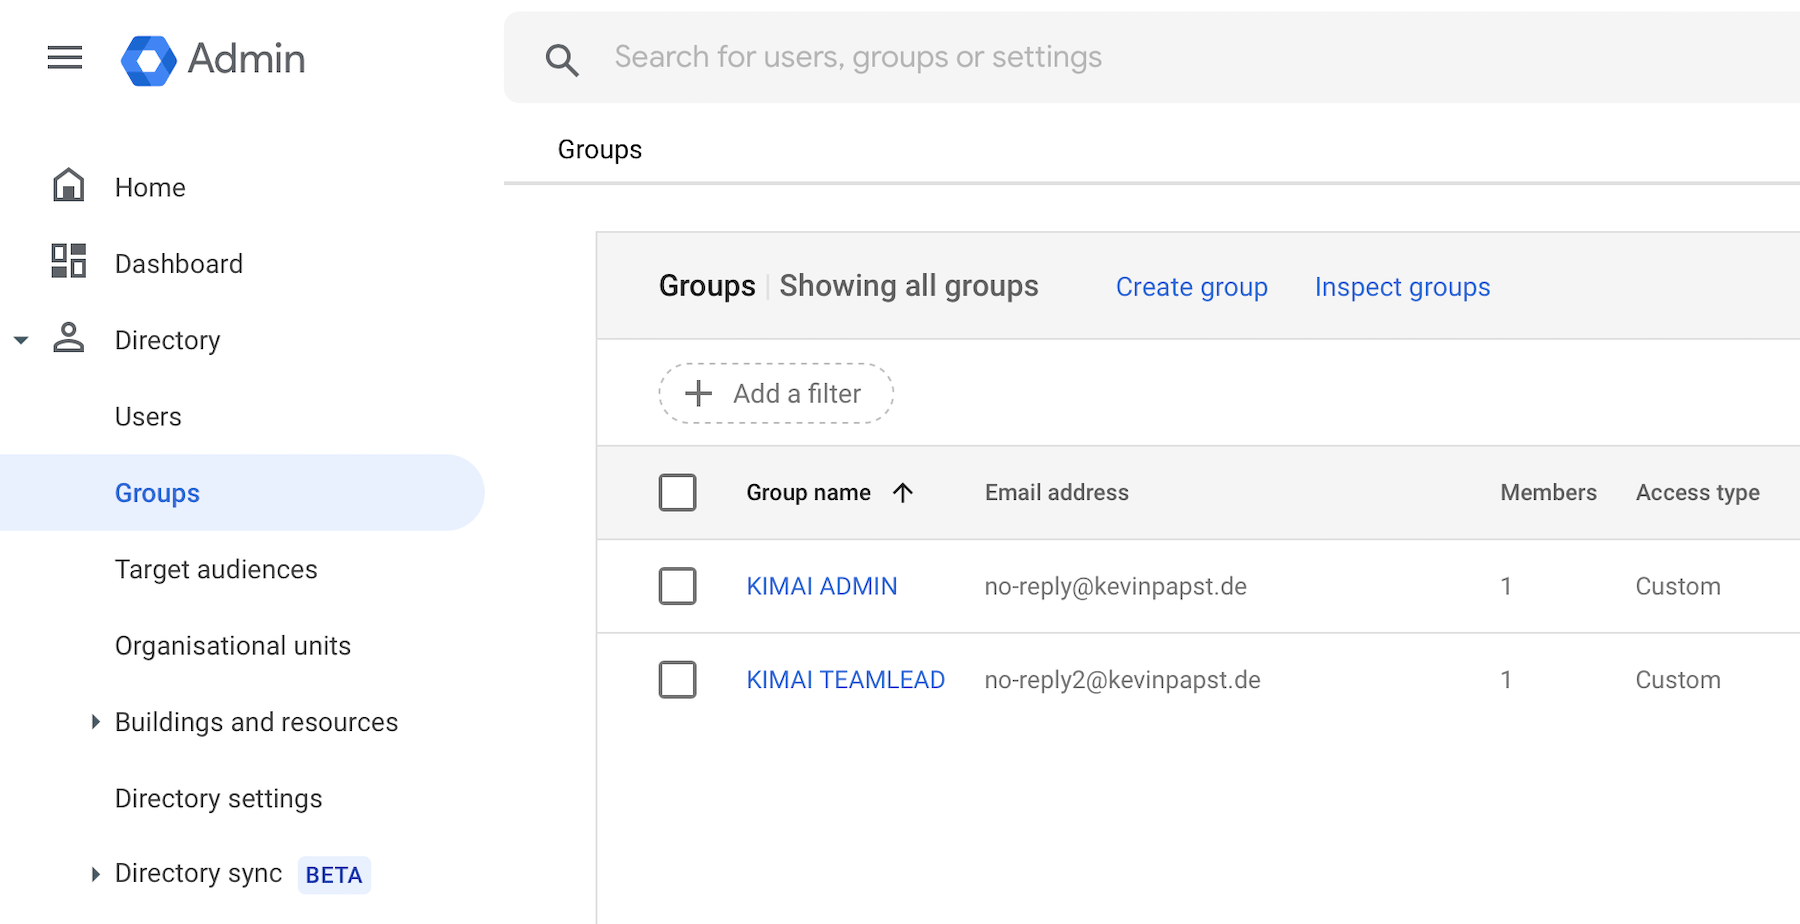 Admin
Search for users, groups or settings
Groups
Home
Dashboard
Directory
Users
Groups
Target audiences
Organisational units
Buildings and resources
Directory settings
Directory sync BETA
Groups Showing all groups Create group Inspect groups
Add a filter
Group name Email address Members Access type
KIMAI ADMIN no-reply@kevinpapst.de 1 Custom
KIMAI TEAMLEAD no-reply2@kevinpapst.de 1 Custom